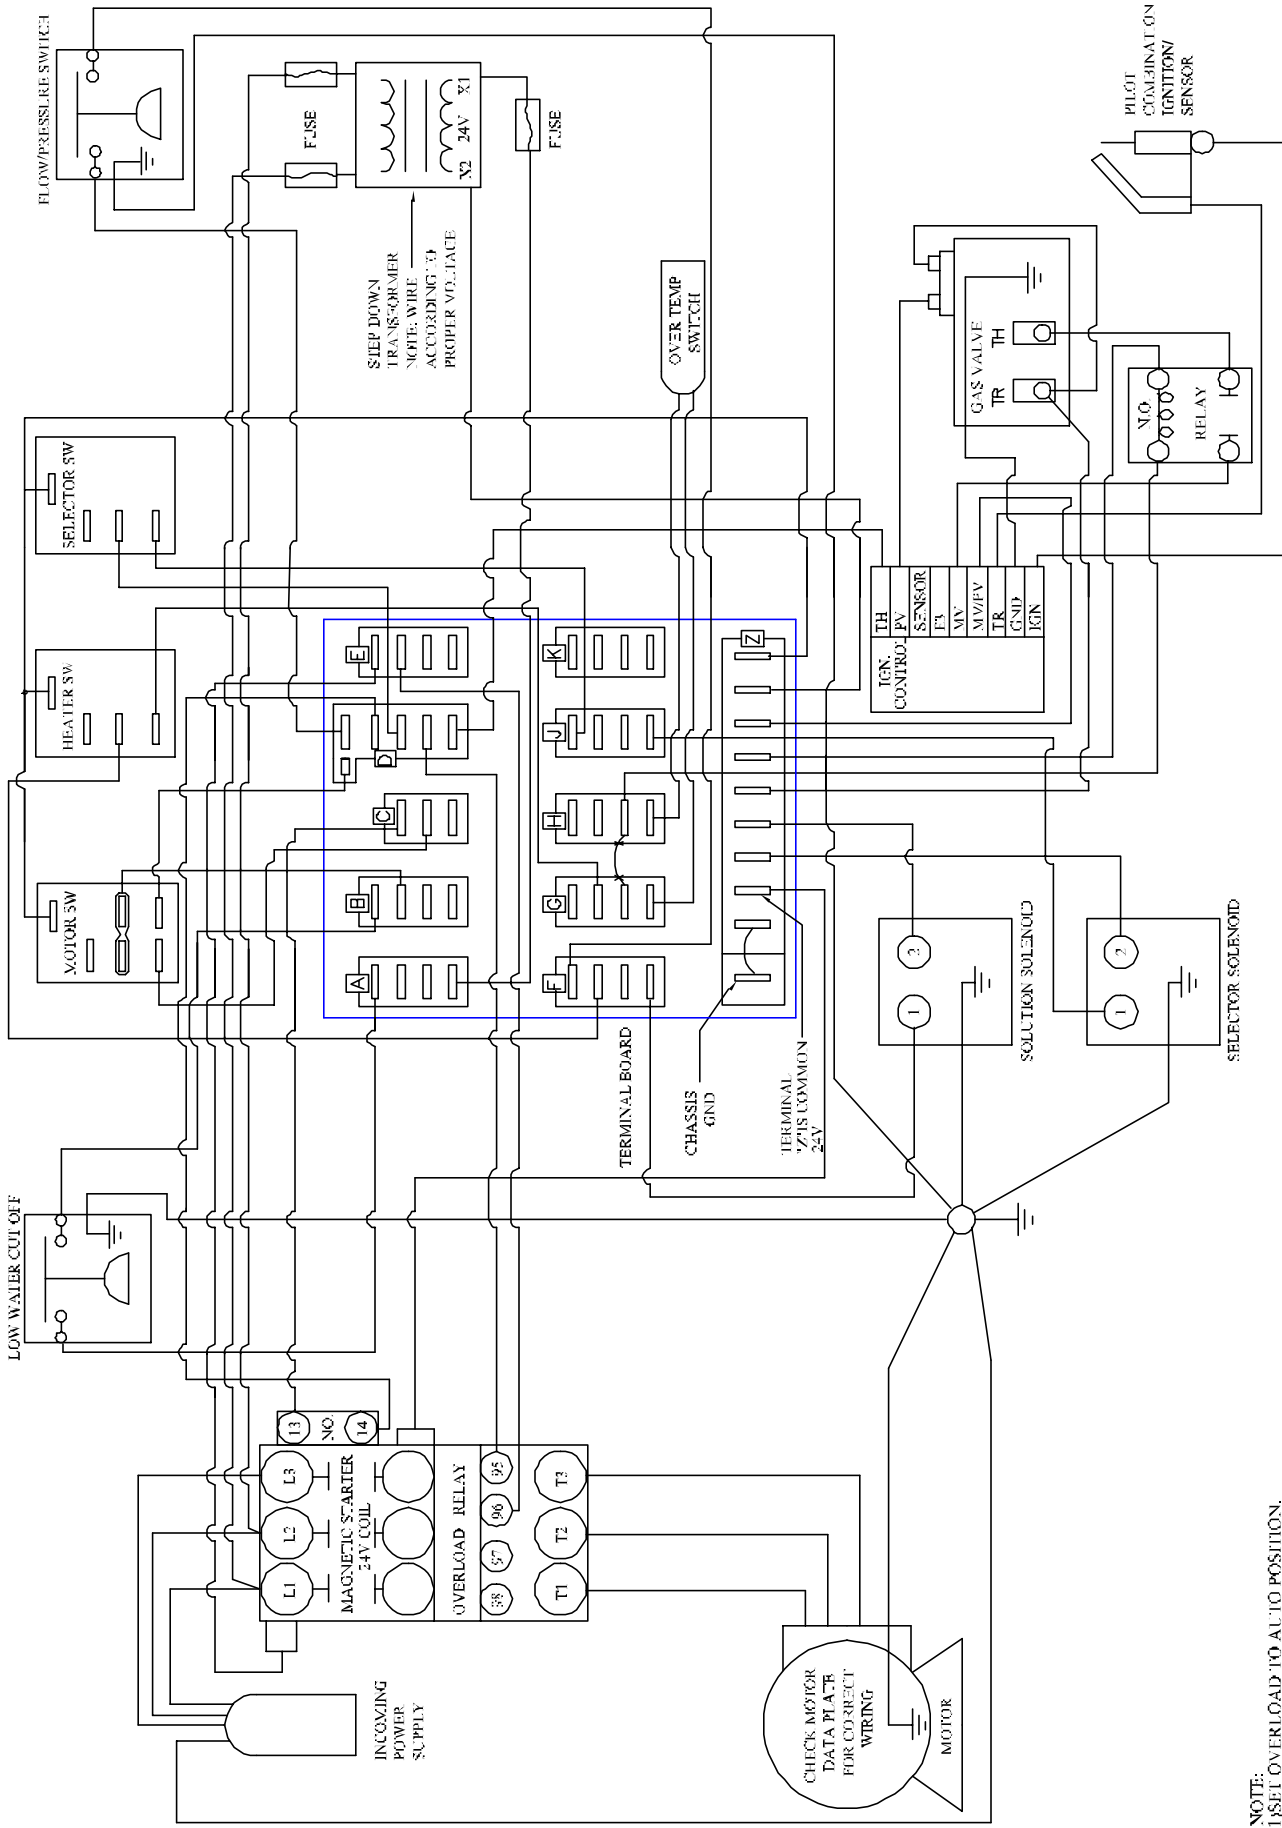 FLOW/PRESSURE SWITCH
FUSE
X2 24V X1
FUSE
STEP DOWN
TRANSFORMER
NOTE: WIRE
ACCORDING TO
PROPER VOLTAGE
OVER TEMP
SWITCH
PILOT
COMBINATION
IGNITION/
SENSOR
GAS VALVE
TR
TH
N.O.
RELAY
SELECTOR SW
HEATER SW
MOTOR SW
IGN.
CONTROL
TH
PV
SENSOR
MV
MV/PV
TR
GND
IGN
A
B
C
D
E
F
G
H
J
K
Z
TERMINAL BOARD
CHASSIS
GND
TERMINAL
"Z"IS COMMON
24V
SOLUTION SOLENOID
1
SELECTOR SOLENOID
1
2
LOW WATER CUT OFF
13
NO.
14
L1
L2
L3
MAGNETIC STARTER
24V COIL
OVERLOAD RELAY
98
97
96
95
T1
T2
T3
INCOMING
POWER
SUPPLY
CHECK MOTOR
DATA PLATE
FOR CORRECT
WIRING
MOTOR
NOTE:
1)SET OVERLOAD TO AUTO POSITION.